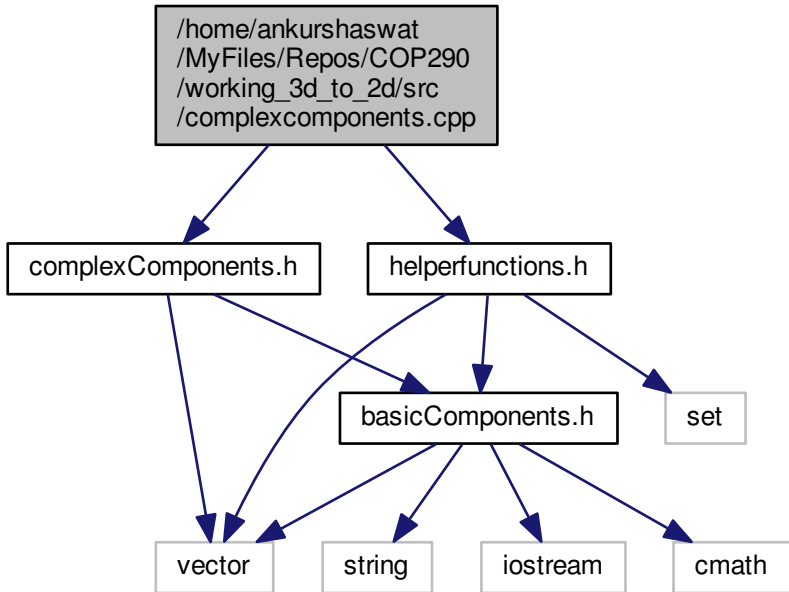 /home/ankurshaswat
/MyFiles/Repos/COP290
/working_3d_to_2d/src
/complexcomponents.cpp
complexComponents.h
helperfunctions.h
basicComponents.h
set
vector
string
iostream
cmath